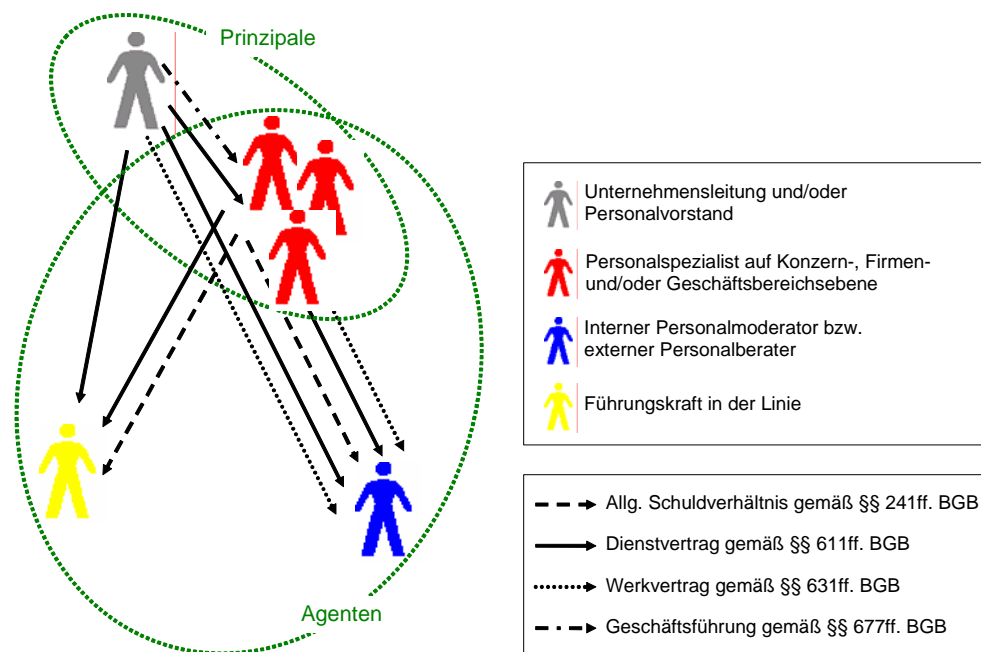 Prinzipale
Unternehmensleitung und/oder
Personalvorstand
Personalspezialist auf Konzern-, Firmen-
und/oder Geschäftsbereichsebene
Interner Personalmoderator bzw.
externer Personalberater
Führungskraft in der Linie
Allg. Schuldverhältnis gemäß §§ 241ff. BGB
Dienstvertrag gemäß §§ 611ff. BGB
Werkvertrag gemäß §§ 631ff. BGB
Geschäftsführung gemäß §§ 677ff. BGB
Agenten